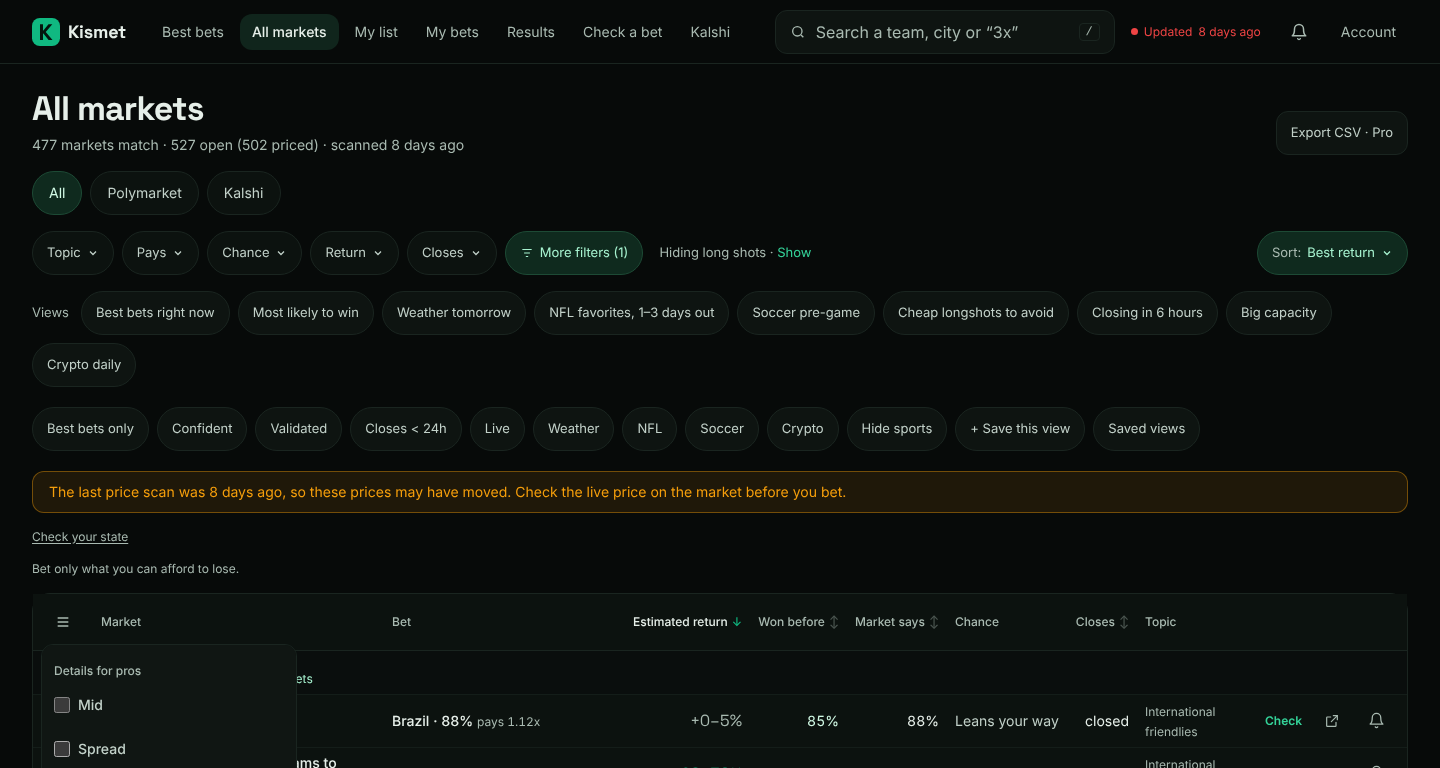 K Kismet Best bets All markets My list My bets Results Check a bet Kalshi Search a team, city or “3x” / Updated 8 days ago Account
All markets
477 markets match · 527 open (502 priced) · scanned 8 days ago
Export CSV · Pro
All Polymarket Kalshi
Topic Pays Chance Return Closes More filters (1) Hiding long shots · Show Sort: Best return
Views Best bets right now Most likely to win Weather tomorrow NFL favorites, 1–3 days out Soccer pre-game Cheap longshots to avoid Closing in 6 hours Big capacity
Crypto daily
Best bets only Confident Validated Closes < 24h Live Weather NFL Soccer Crypto Hide sports + Save this view Saved views
The last price scan was 8 days ago, so these prices may have moved. Check the live price on the market before you bet.
Check your state
Bet only what you can afford to lose.
Market Bet Estimated return Won before Market says Chance Closes Topic
Details for pros
ets
Mid
Brazil · 88% pays 1.12x +0–5% 85% 88% Leans your way closed International friendlies Check
Spread
ams to
International